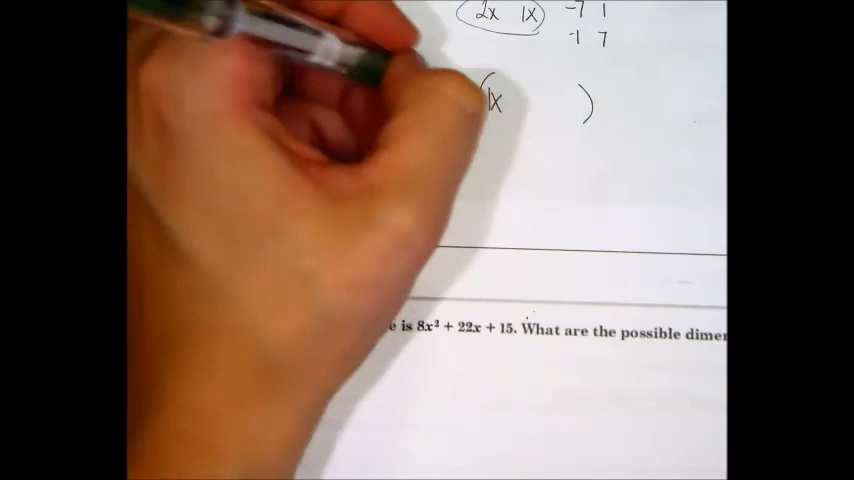 2x 1x -7 1
-1 7
(1x )
e is 8x² + 22x + 15. What are the possible dimen